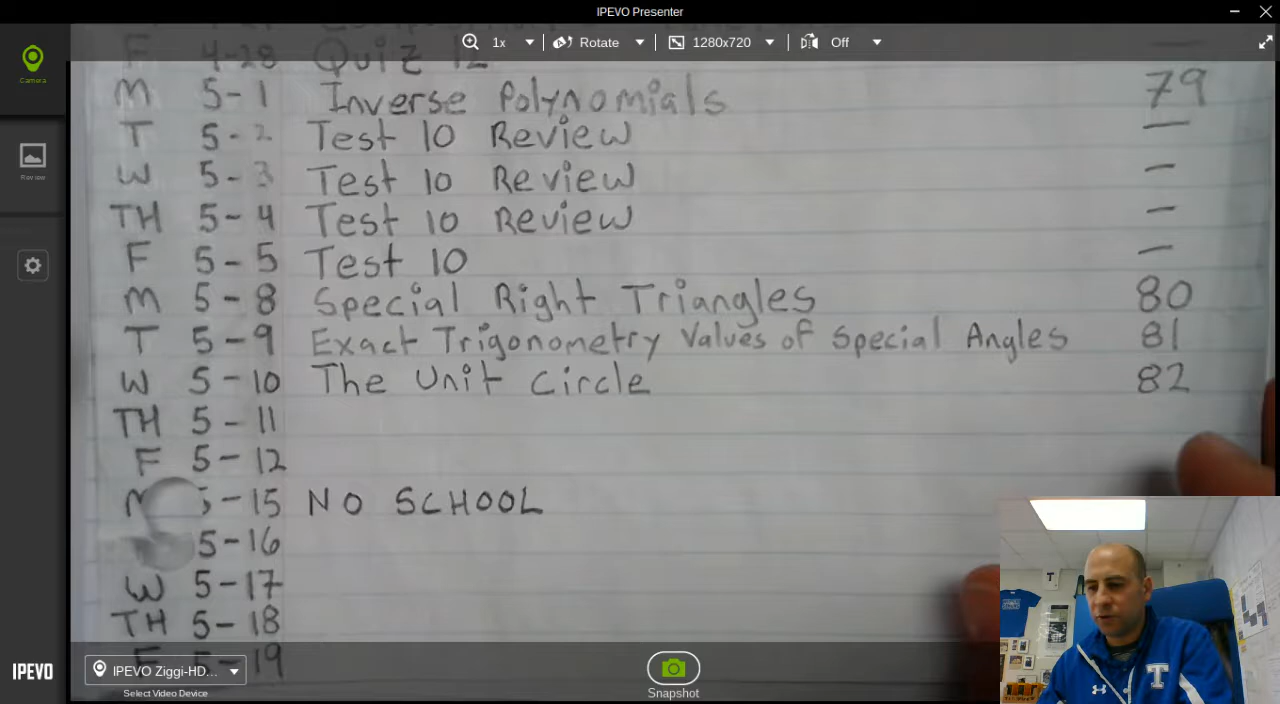 IPEVO Presenter
Camera
Review
1x
Rotate
1280x720
Off
F 4-28 Quiz 12
M 5-1 Inverse Polynomials 79
T 5-2 Test 10 Review —
W 5-3 Test 10 Review —
TH 5-4 Test 10 Review —
F 5-5 Test 10 —
M 5-8 Special Right Triangles 80
T 5-9 Exact Trigonometry Values of Special Angles 81
W 5-10 The Unit Circle 82
TH 5-11
F 5-12
M 5-15 NO SCHOOL
5-16
W 5-17
TH 5-18
F 5-19
IPEVO
IPEVO Ziggi-HD...
Select Video Device
Snapshot
T
T